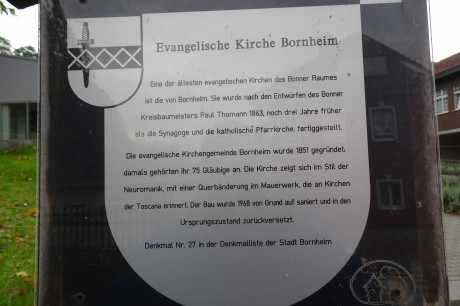 Evangelische Kirche Bornheim
Eine der ältesten evangelischen Kirchen des Bonner Raumes
ist die von Bornheim. Sie wurde nach den Entwürfen des Bonner
Kreisbaumeisters Paul Thomann 1863, noch drei Jahre früher
als die Synagoge und die katholische Pfarrkirche, fertiggestellt.
Die evangelische Kirchengemeinde Bornheim wurde 1851 gegründet,
damals gehörten ihr 75 Gläubige an. Die Kirche zeigt sich im Stil der
Neuromanik, mit einer Querbänderung im Mauerwerk, die an Kirchen
der Toscana erinnert. Der Bau wurde 1968 von Grund auf saniert und in den
Ursprungszustand zurückversetzt.
Denkmal Nr. 27 in der Denkmalliste der Stadt Bornheim